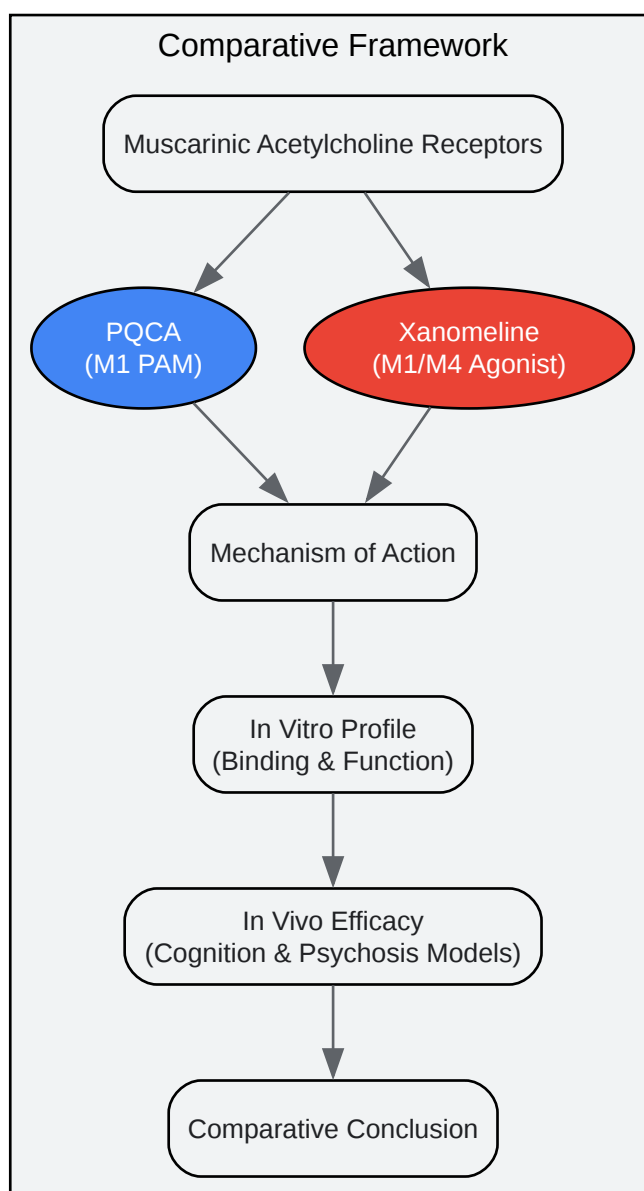 Comparative Framework
Muscarinic Acetylcholine Receptors
PQCA
(M1 PAM)
Xanomeline
(M1/M4 Agonist)
Mechanism of Action
In Vitro Profile
(Binding & Function)
In Vivo Efficacy
(Cognition & Psychosis Models)
Comparative Conclusion